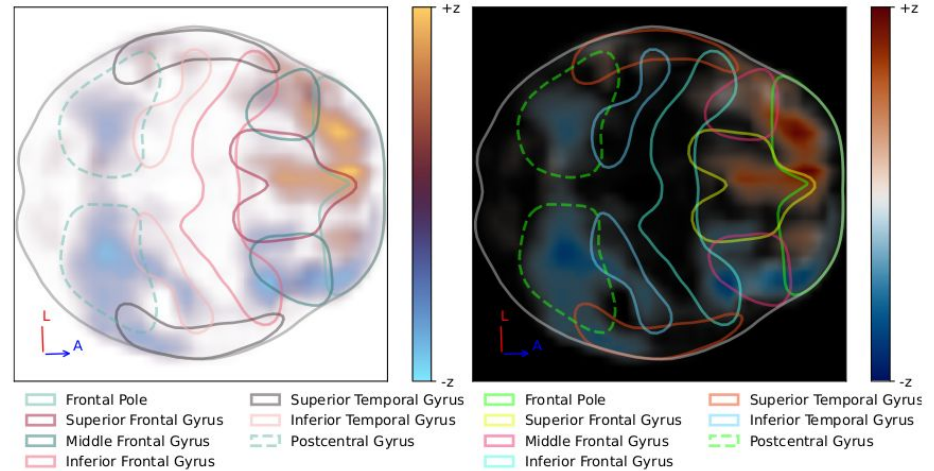 +z
+z
L
A
L
A
-z
-z
Frontal Pole
Superior Temporal Gyrus
Superior Frontal Gyrus
Inferior Temporal Gyrus
Middle Frontal Gyrus
Postcentral Gyrus
Inferior Frontal Gyrus
Frontal Pole
Superior Temporal Gyrus
Superior Frontal Gyrus
Inferior Temporal Gyrus
Middle Frontal Gyrus
Postcentral Gyrus
Inferior Frontal Gyrus